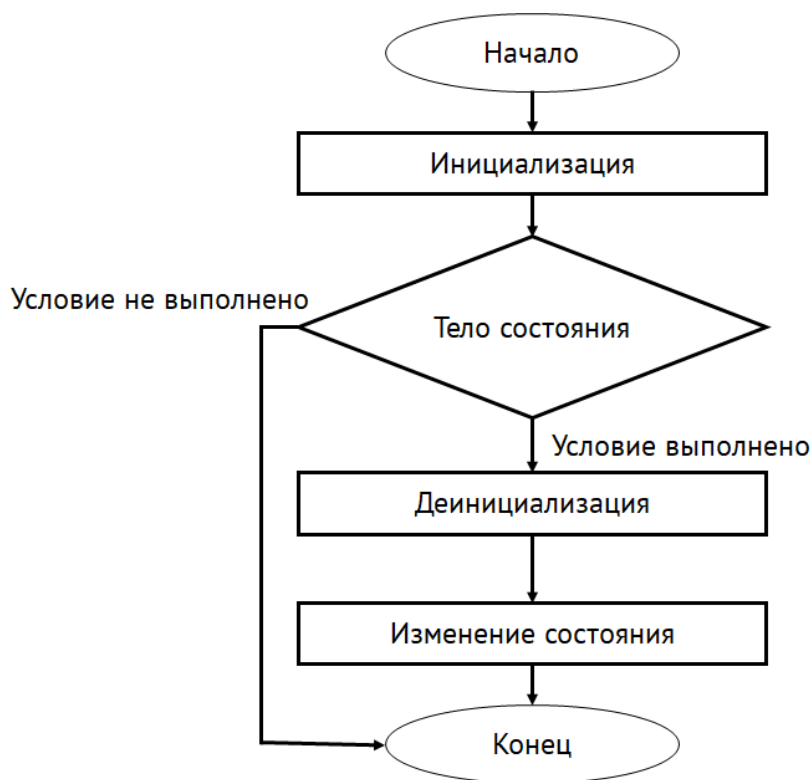 Начало
Инициализация
Условие не выполнено
Тело состояния
Условие выполнено
Деинициализация
Изменение состояния
Конец